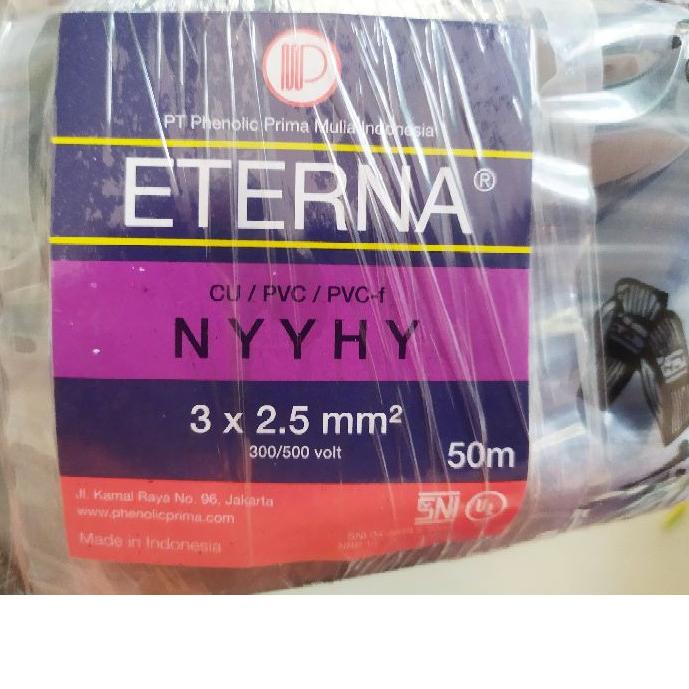 PT Phenolic Prima Mulia Indonesia
ETERNA®
CU / PVC / PVC-f
NYYHY
3 x 2.5 mm²
300/500 volt
50m
Jl. Kamal Raya No. 96, Jakarta
www.phenolicprima.com
SNI UL
Made in Indonesia